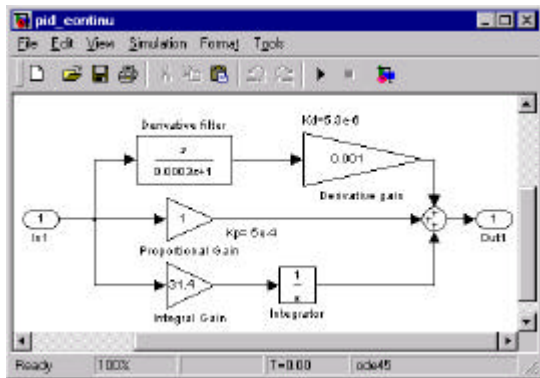 pid_continu
File Edit View Simulation Format Tools
Derivative filter
s
0.0003s+1
Kd=5.8e-6
0.001
Derivative gain
1
In1
1
Kp= 5e-4
Proportional Gain
31.4
Integral Gain
1
s
Integrator
1
Out1
Ready 100% T=0.00 ode45